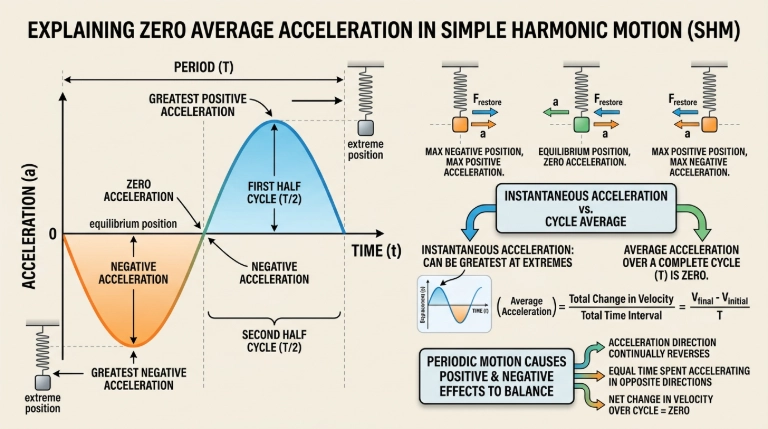 EXPLAINING ZERO AVERAGE ACCELERATION IN SIMPLE HARMONIC MOTION (SHM)
PERIOD (T)
GREATEST POSITIVE
ACCELERATION
extreme
position
ACCELERATION (a)
ZERO
ACCELERATION
FIRST HALF
CYCLE (T/2)
equilibrium position
0
TIME (t)
NEGATIVE
ACCELERATION
NEGATIVE
ACCELERATION
SECOND HALF
CYCLE (T/2)
GREATEST NEGATIVE
ACCELERATION
extreme
position
Frestore
a
MAX NEGATIVE POSITION,
MAX POSITIVE
ACCELERATION.
a
Frestore
a
EQUILIBRIUM POSITION,
ZERO ACCELERATION.
Frestore
a
MAX POSITIVE POSITION,
MAX NEGATIVE
ACCELERATION.
INSTANTANEOUS ACCELERATION
vs.
CYCLE AVERAGE
INSTANTANEOUS ACCELERATION:
CAN BE GREATEST AT EXTREMES
AVERAGE ACCELERATION
OVER A COMPLETE CYCLE
(T) IS ZERO.
TIME (t)
(Average Acceleration) = Total Change in Velocity / Total Time Interval = Vfinal - Vinitial / T
PERIODIC MOTION CAUSES
POSITIVE & NEGATIVE
EFFECTS TO BALANCE
ACCELERATION DIRECTION
CONTINUALLY REVERSES
EQUAL TIME SPENT ACCELERATING
IN OPPOSITE DIRECTIONS
NET CHANGE IN VELOCITY
OVER CYCLE = ZERO